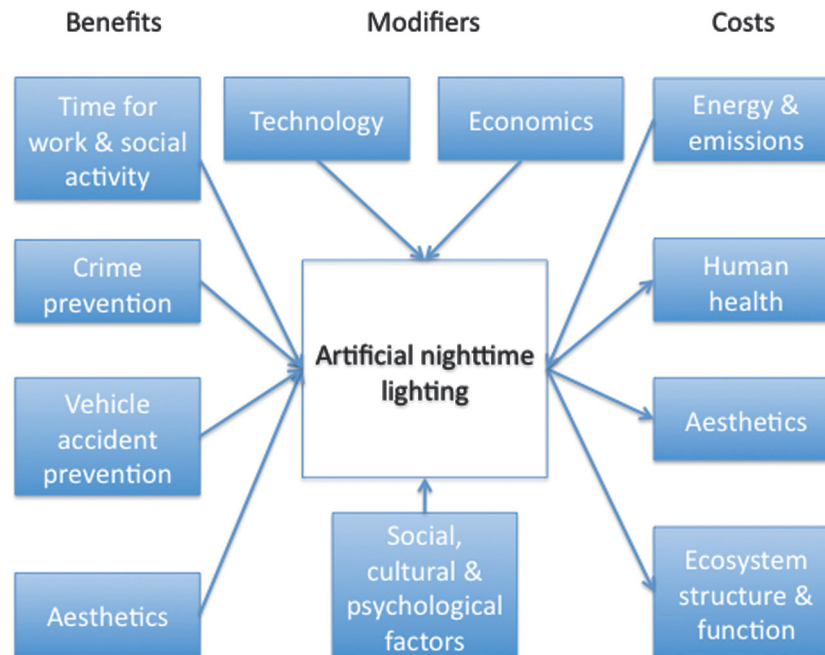 Benefits
Modifiers
Costs
Time for
work & social
activity
Technology
Economics
Energy &
emissions
Crime
prevention
Human
health
Artificial nighttime
lighting
Vehicle
accident
prevention
Aesthetics
Aesthetics
Social,
cultural &
psychological
factors
Ecosystem
structure &
function